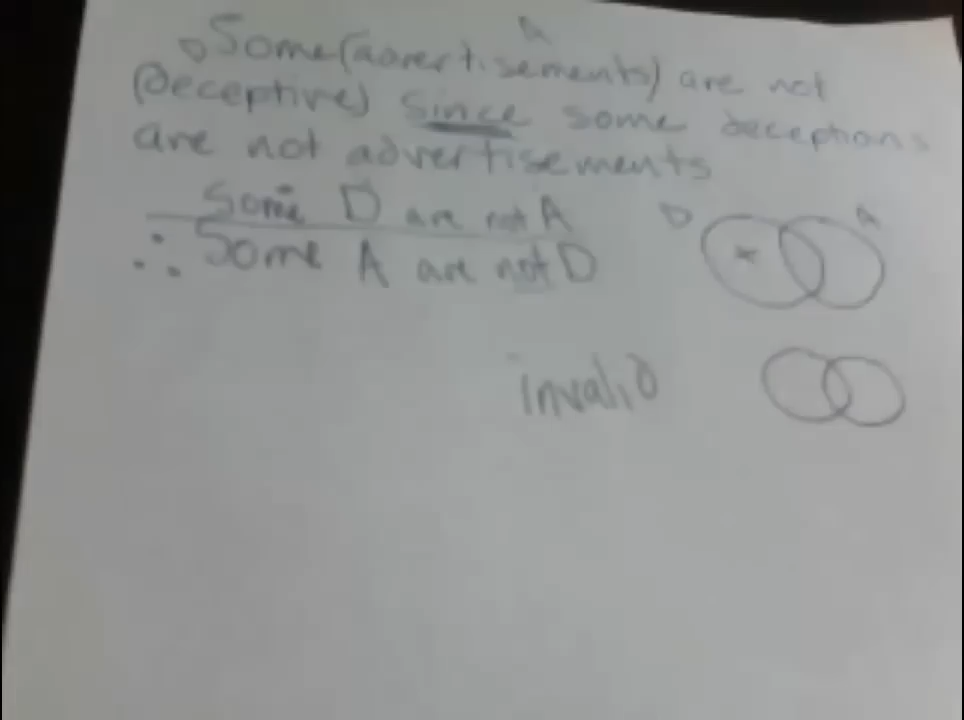 A
Some (advertisements) are not
(Deceptive) since some deceptions
are not advertisements
Some D are not A
∴ Some A are not D
D A
invalid